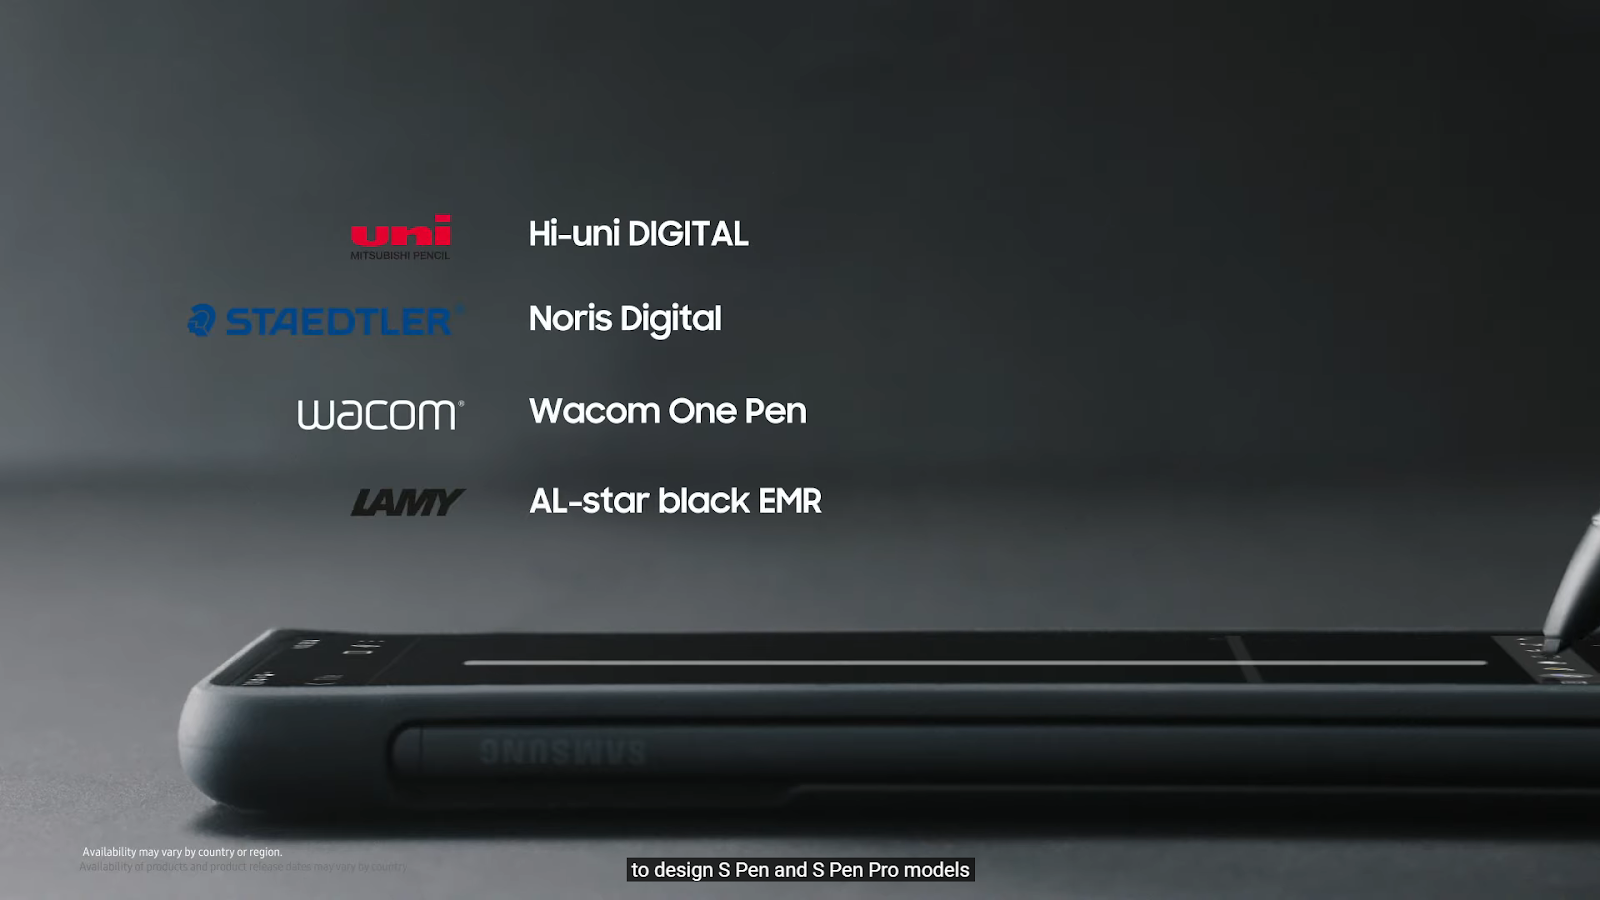 uni
MITSUBISHI PENCIL
Hi-uni DIGITAL
STAEDTLER®
Noris Digital
wacom®
Wacom One Pen
LAMY
AL-star black EMR
SAMSUNG
Availability may vary by country or region.
Availability of products and product release dates may vary by country
to design S Pen and S Pen Pro models